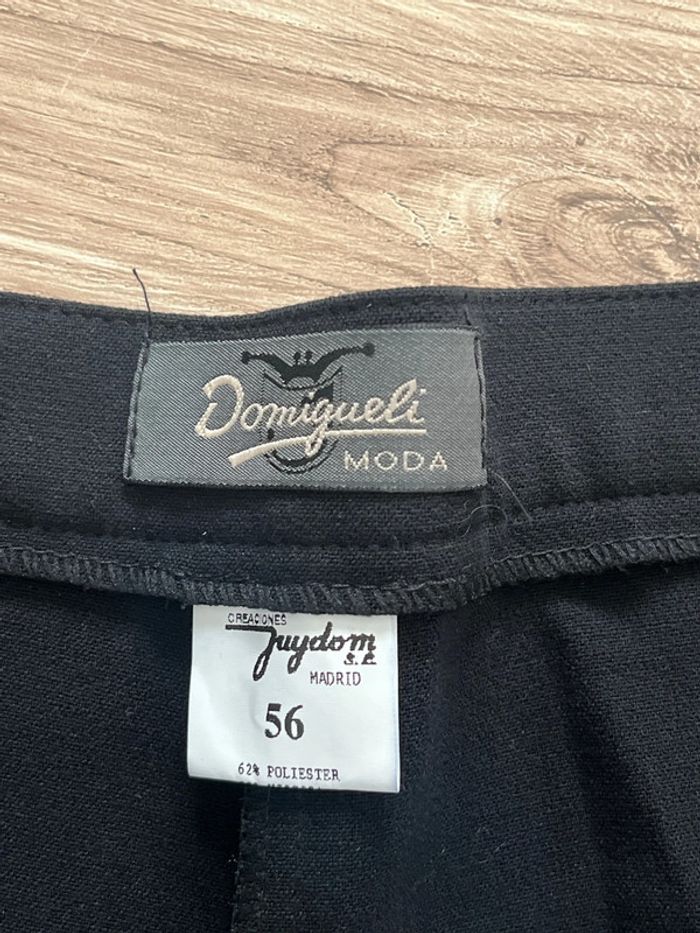 Domigueli
MODA
CREACIONES
Juydom
S.L.
MADRID
56
62% POLIESTER